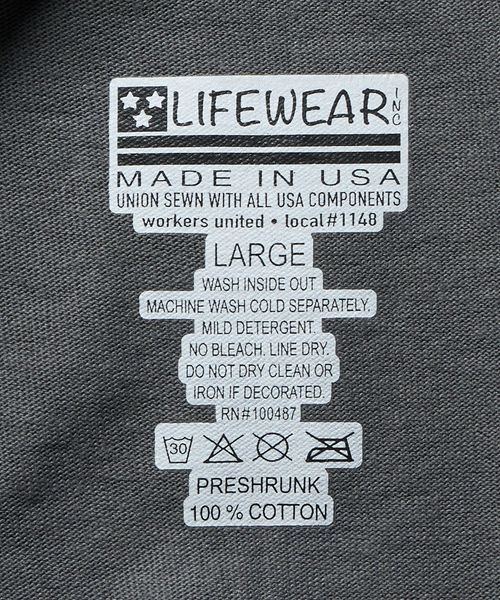 LIFEWEAR INC
MADE IN USA
UNION SEWN WITH ALL USA COMPONENTS
workers united • local #1148
LARGE
WASH INSIDE OUT
MACHINE WASH COLD SEPARATELY.
MILD DETERGENT.
NO BLEACH. LINE DRY.
DO NOT DRY CLEAN OR
IRON IF DECORATED.
RN#100487
30
PRESHRUNK
100 % COTTON